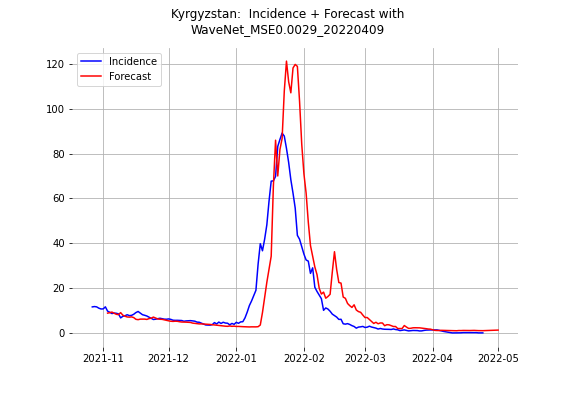 Kyrgyzstan:  Incidence + Forecast with
WaveNet_MSE0.0029_20220409
Incidence
Forecast
120
100
80
60
40
20
0
2021-11 2021-12 2022-01 2022-02 2022-03 2022-04 2022-05